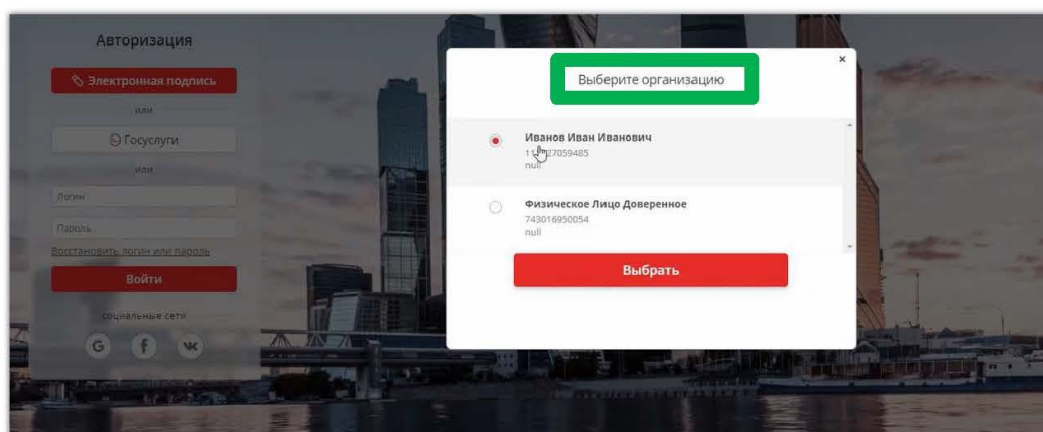 Авторизация
Электронная подпись
или
Госуслуги
или
Логин
Пароль
Восстановить логин или пароль
Войти
социальные сети
G f
×
Выберите организацию
Иванов Иван Иванович
null
Физическое Лицо Доверенное
743016950054
null
Выбрать